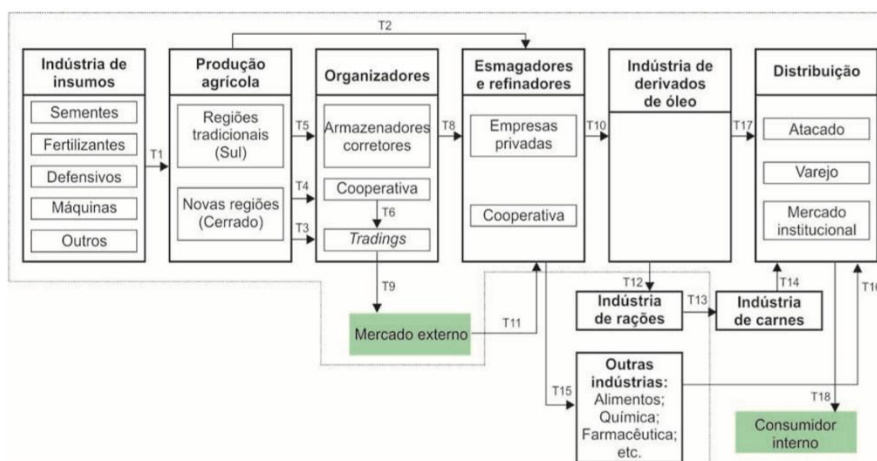 T2
Indústria de
insumos
Sementes
Fertilizantes
Defensivos
Máquinas
Outros
T1
Produção
agrícola
Regiões
tradicionais
(Sul)
Novas regiões
(Cerrado)
T5
T4
T3
Organizadores
Armazenadores
corretores
Cooperativa
T6
Tradings
T8
T9
Mercado externo
T11
Esmagadores
e refinadores
Empresas
privadas
Cooperativa
T10
Indústria de
derivados
de óleo
T17
Distribuição
Atacado
Varejo
Mercado
institucional
T12
Indústria
de rações
T13
T14
Indústria
de carnes
T16
T15
Outras
indústrias:
Alimentos;
Química;
Farmacêutica;
etc.
T18
Consumidor
interno